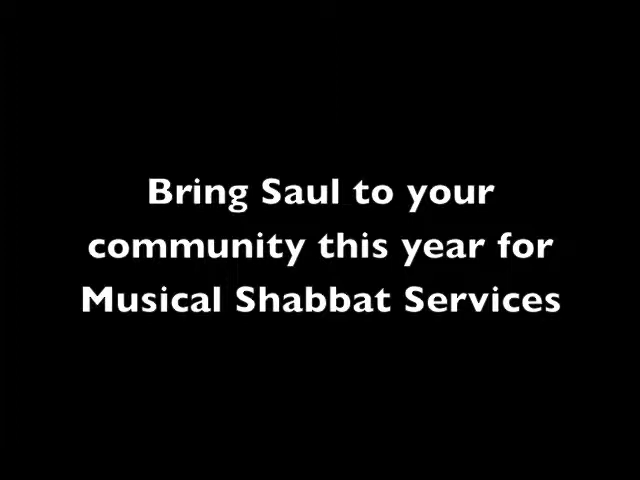 Bring Saul to your
community this year for
Musical Shabbat Services